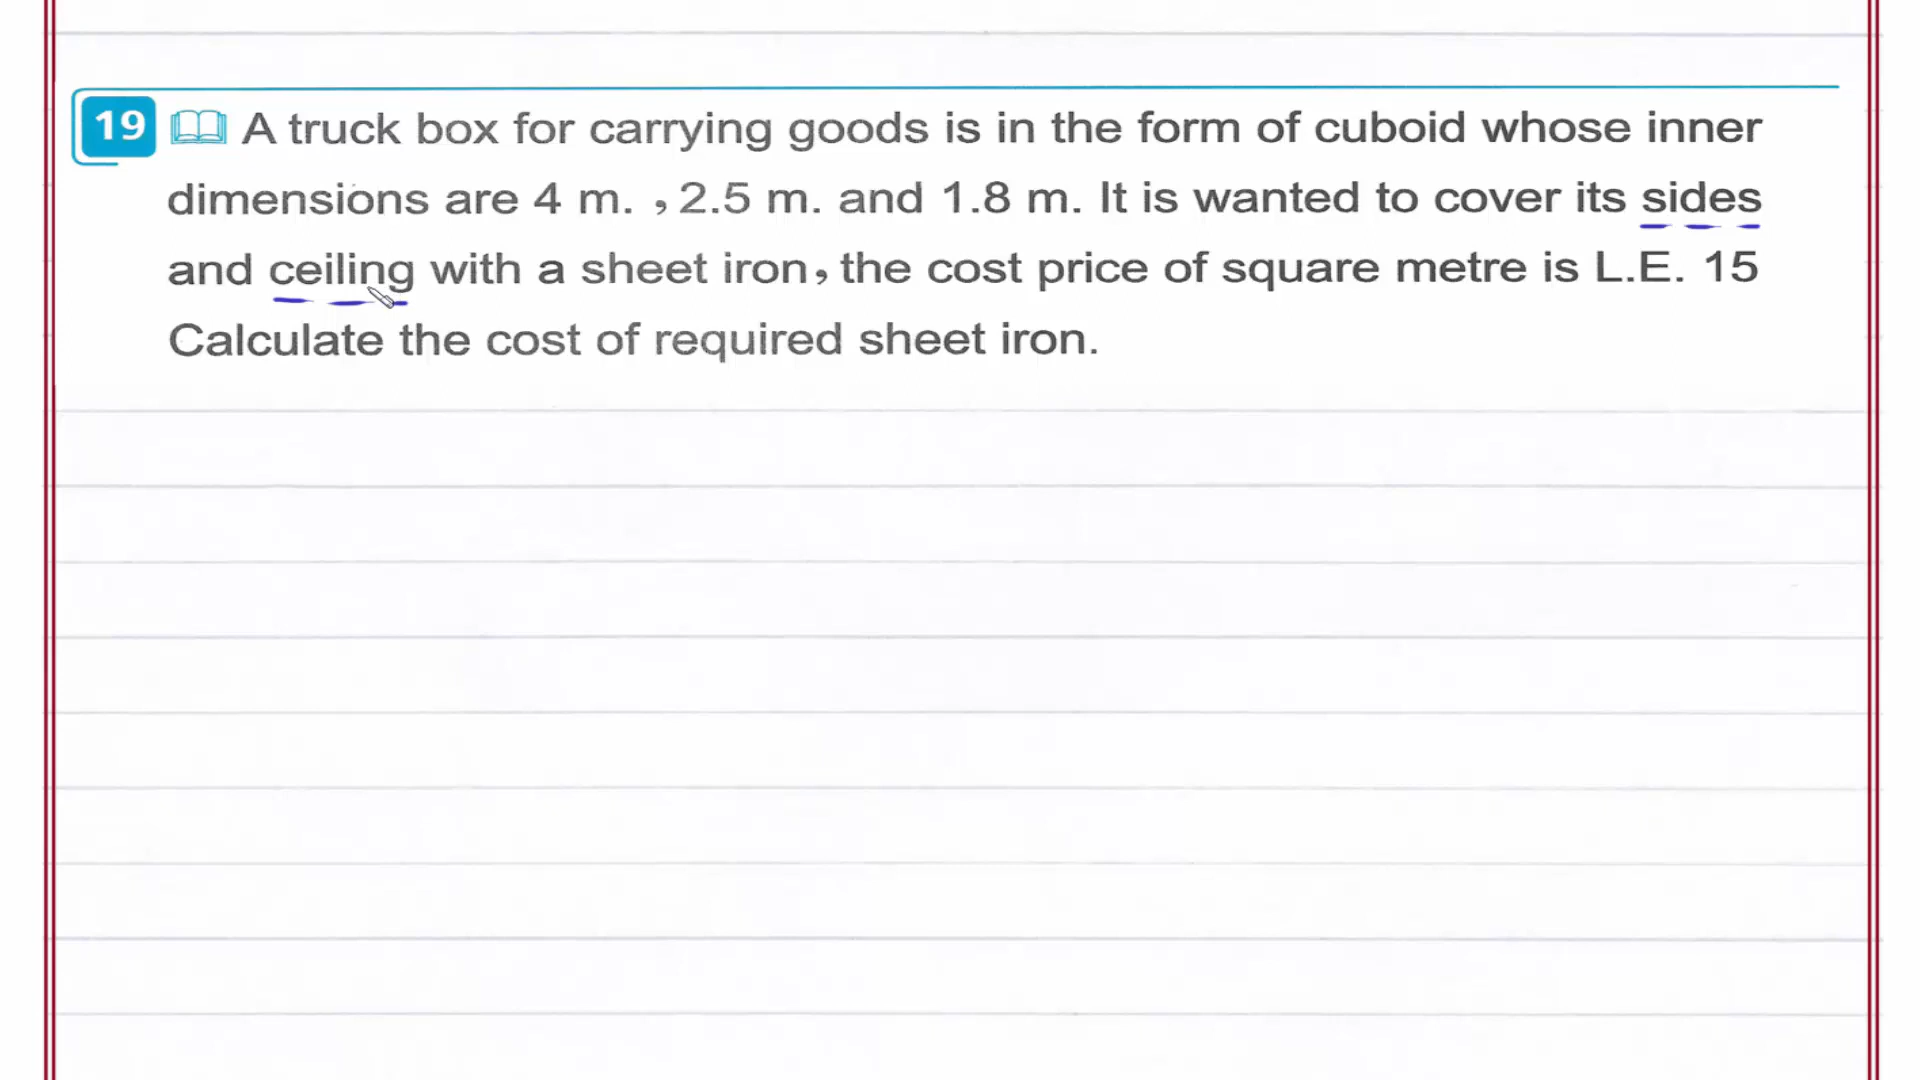 19 A truck box for carrying goods is in the form of cuboid whose inner
dimensions are 4 m. , 2.5 m. and 1.8 m. It is wanted to cover its sides
and ceiling with a sheet iron, the cost price of square metre is L.E. 15
Calculate the cost of required sheet iron.